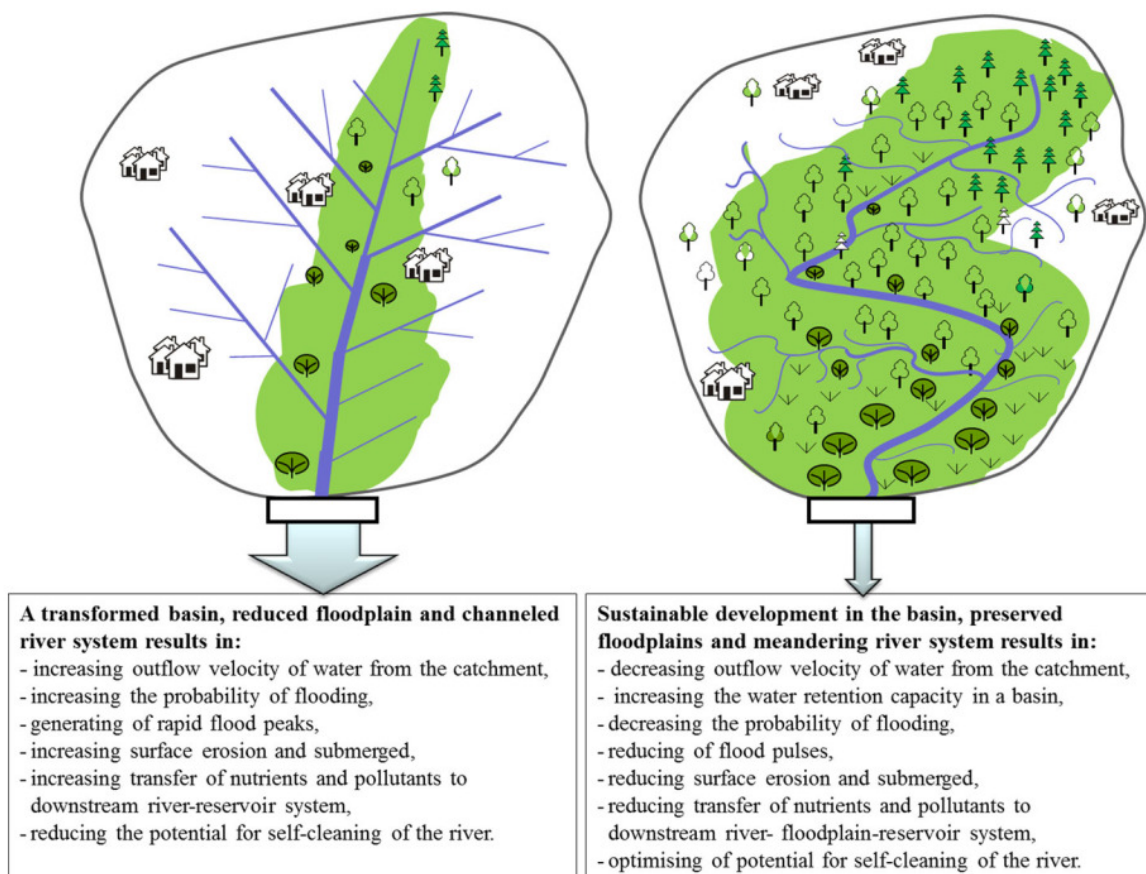 A transformed basin, reduced floodplain and channeled
river system results in:
- increasing outflow velocity of water from the catchment,
- increasing the probability of flooding,
- generating of rapid flood peaks,
- increasing surface erosion and submerged,
- increasing transfer of nutrients and pollutants to
downstream river-reservoir system,
- reducing the potential for self-cleaning of the river.
Sustainable development in the basin, preserved
floodplains and meandering river system results in:
- decreasing outflow velocity of water from the catchment,
- increasing the water retention capacity in a basin,
- decreasing the probability of flooding,
- reducing of flood pulses,
- reducing surface erosion and submerged,
- reducing transfer of nutrients and pollutants to
downstream river- floodplain-reservoir system,
- optimising of potential for self-cleaning of the river.